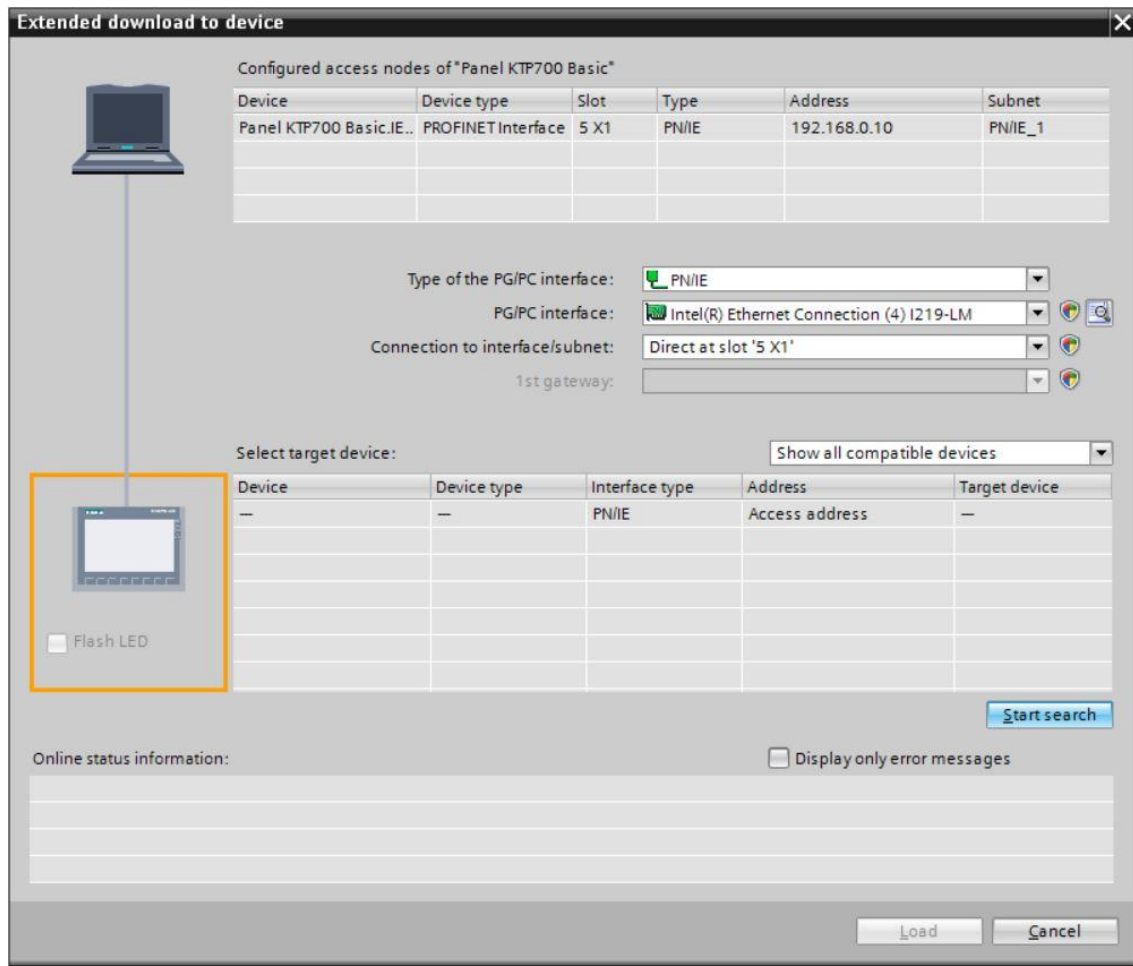 Extended download to device
Configured access nodes of "Panel KTP700 Basic"
Device Device type Slot Type Address Subnet
Panel KTP700 Basic.IE... PROFINET Interface 5 X1 PN/IE 192.168.0.10 PN/IE_1
Type of the PG/PC interface: PN/IE
PG/PC interface: Intel(R) Ethernet Connection (4) I219-LM
Connection to interface/subnet: Direct at slot '5 X1'
1st gateway:
Select target device: Show all compatible devices
Device Device type Interface type Address Target device
— — PN/IE Access address —
Flash LED
Start search
Online status information: Display only error messages
Load Cancel